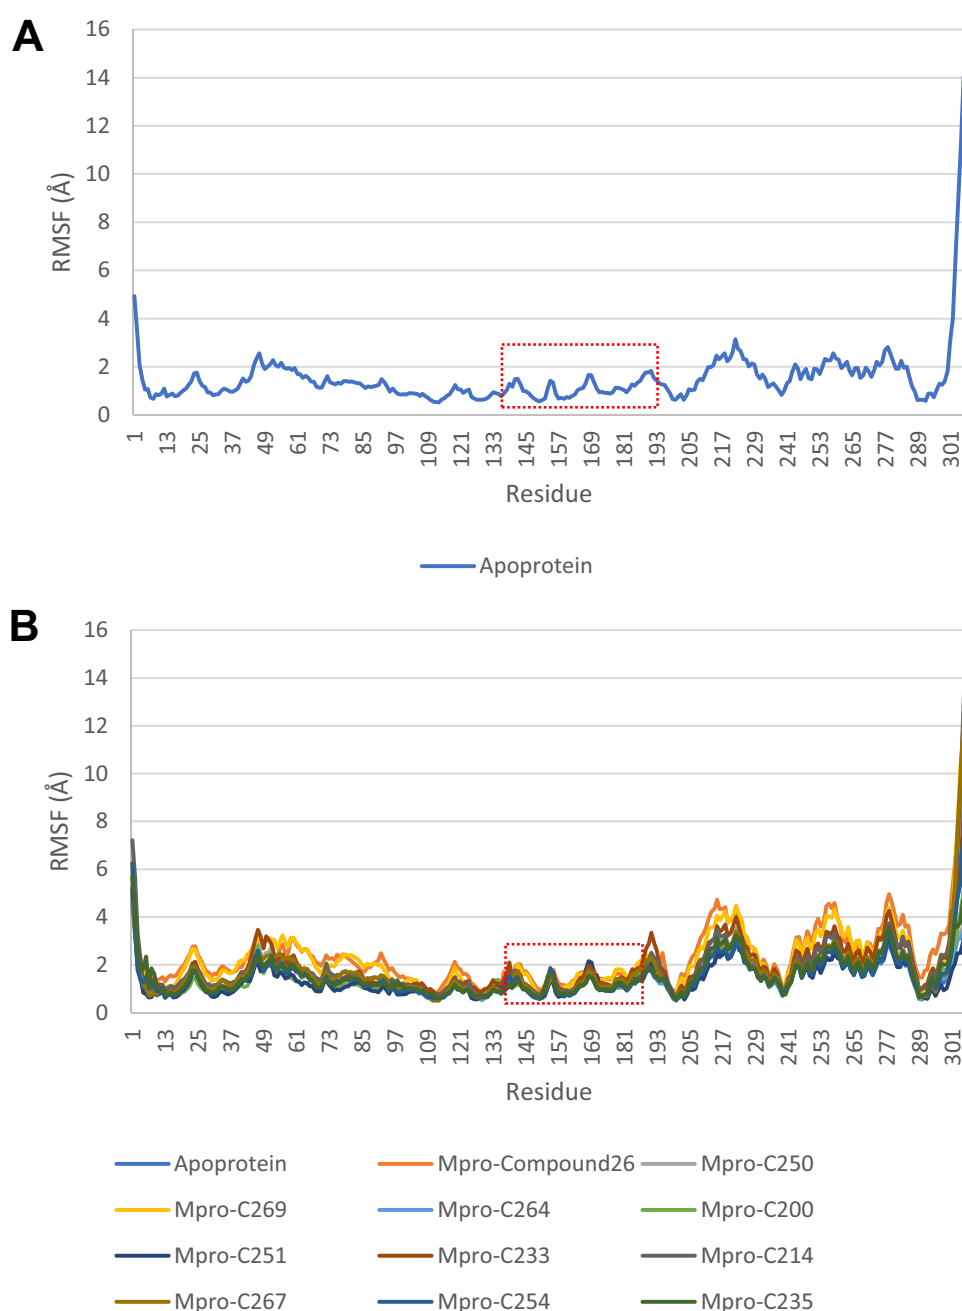 A
16
14
12
10
8
6
4
2
0
RMSF (Å)
1 13 25 37 49 61 73 85 97 109 121 133 145 157 169 181 193 205 217 229 241 253 265 277 289 301
Residue
Apoprotein
B
16
14
12
10
8
6
4
2
0
RMSF (Å)
1 13 25 37 49 61 73 85 97 109 121 133 145 157 169 181 193 205 217 229 241 253 265 277 289 301
Residue
Apoprotein Mpro-Compound26 Mpro-C250
Mpro-C269 Mpro-C264 Mpro-C200
Mpro-C251 Mpro-C233 Mpro-C214
Mpro-C267 Mpro-C254 Mpro-C235